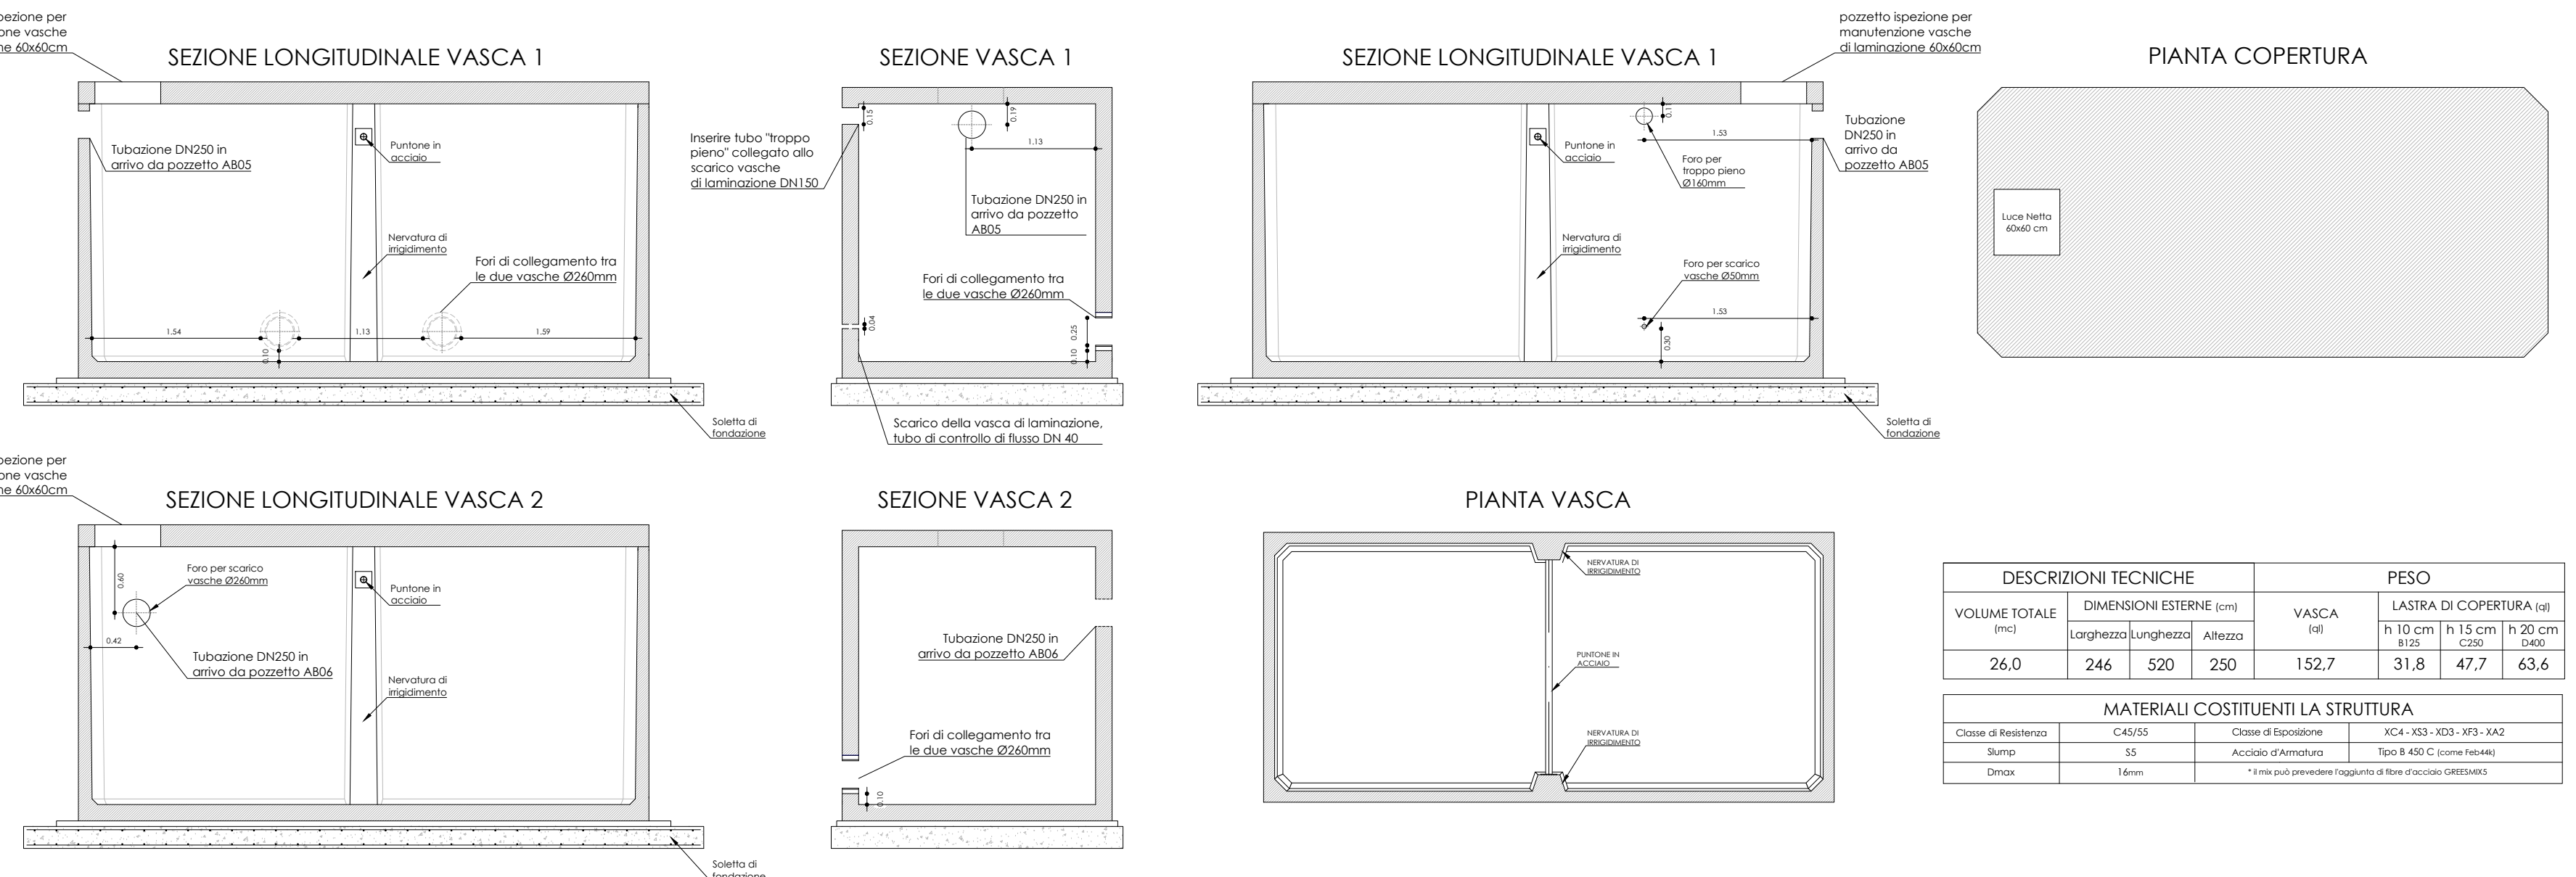 pezione per
one vasche
ne 60x60cm
SEZIONE LONGITUDINALE VASCA 1
Tubazione DN250 in
arrivo da pozzetto AB05
Puntone in
acciaio
Nervatura di
irrigidimento
Fori di collegamento tra
le due vasche Ø260mm
1.54
1.13
1.59
0.10
Soletta di
fondazione
SEZIONE VASCA 1
Inserire tubo "troppo
pieno" collegato allo
scarico vasche
di laminazione DN150
0.15
0.19
1.13
Tubazione DN250 in
arrivo da pozzetto
AB05
Fori di collegamento tra
le due vasche Ø260mm
0.04
0.25
0.10
Scarico della vasca di laminazione,
tubo di controllo di flusso DN 40
SEZIONE LONGITUDINALE VASCA 1
pozzetto ispezione per
manutenzione vasche
di laminazione 60x60cm
Puntone in
acciaio
0.11
1.53
Foro per
troppo pieno
Ø160mm
Tubazione
DN250 in
arrivo da
pozzetto AB05
Nervatura di
irrigidimento
Foro per scarico
vasche Ø50mm
1.53
0.30
Soletta di
fondazione
PIANTA COPERTURA
Luce Netta
60x60 cm
pezione per
one vasche
ne 60x60cm
SEZIONE LONGITUDINALE VASCA 2
0.60
Foro per scarico
vasche Ø260mm
0.42
Tubazione DN250 in
arrivo da pozzetto AB06
Puntone in
acciaio
Nervatura di
irrigidimento
Soletta di
fondazione
SEZIONE VASCA 2
Tubazione DN250 in
arrivo da pozzetto AB06
Fori di collegamento tra
le due vasche Ø260mm
0.10
PIANTA VASCA
NERVATURA DI
IRRIGIDIMENTO
PUNTONE IN
ACCIAIO
NERVATURA DI
IRRIGIDIMENTO
DESCRIZIONI TECNICHE PESO
VOLUME TOTALE (mc) DIMENSIONI ESTERNE (cm) VASCA (ql) LASTRA DI COPERTURA (ql)
Larghezza Lunghezza Altezza h 10 cm B125 h 15 cm C250 h 20 cm D400
26,0 246 520 250 152,7 31,8 47,7 63,6
MATERIALI COSTITUENTI LA STRUTTURA
Classe di Resistenza C45/55 Classe di Esposizione XC4 - XS3 - XD3 - XF3 - XA2
Slump S5 Acciaio d'Armatura Tipo B 450 C (come Feb44k)
Dmax 16mm * il mix può prevedere l'aggiunta di fibre d'acciaio GREESMIX5